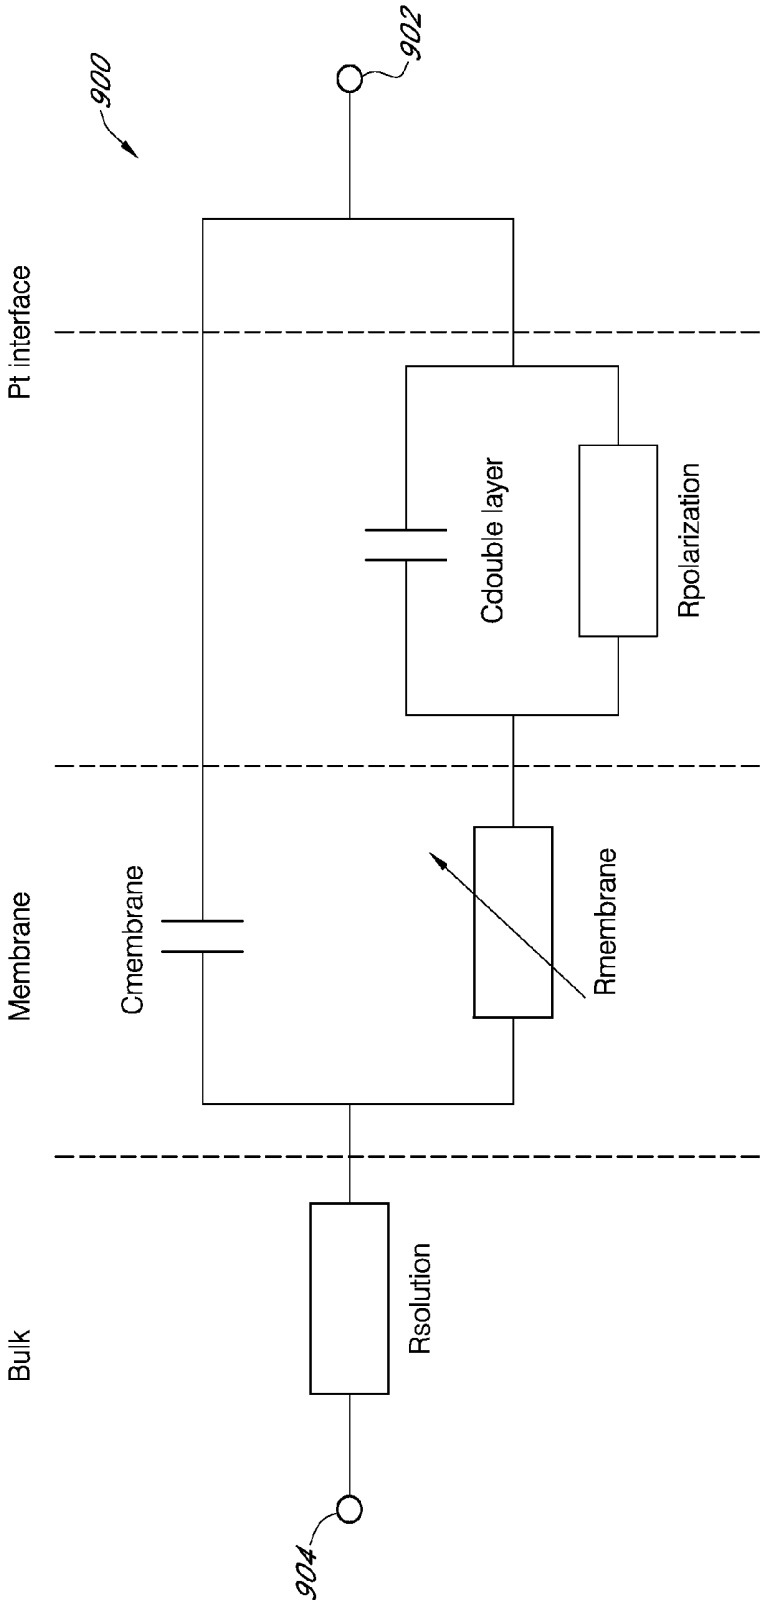 900
Bulk
Membrane
Pt interface
Cmembrane
904
902
Rsolution
Cdouble layer
Rmembrane
Rpolarization